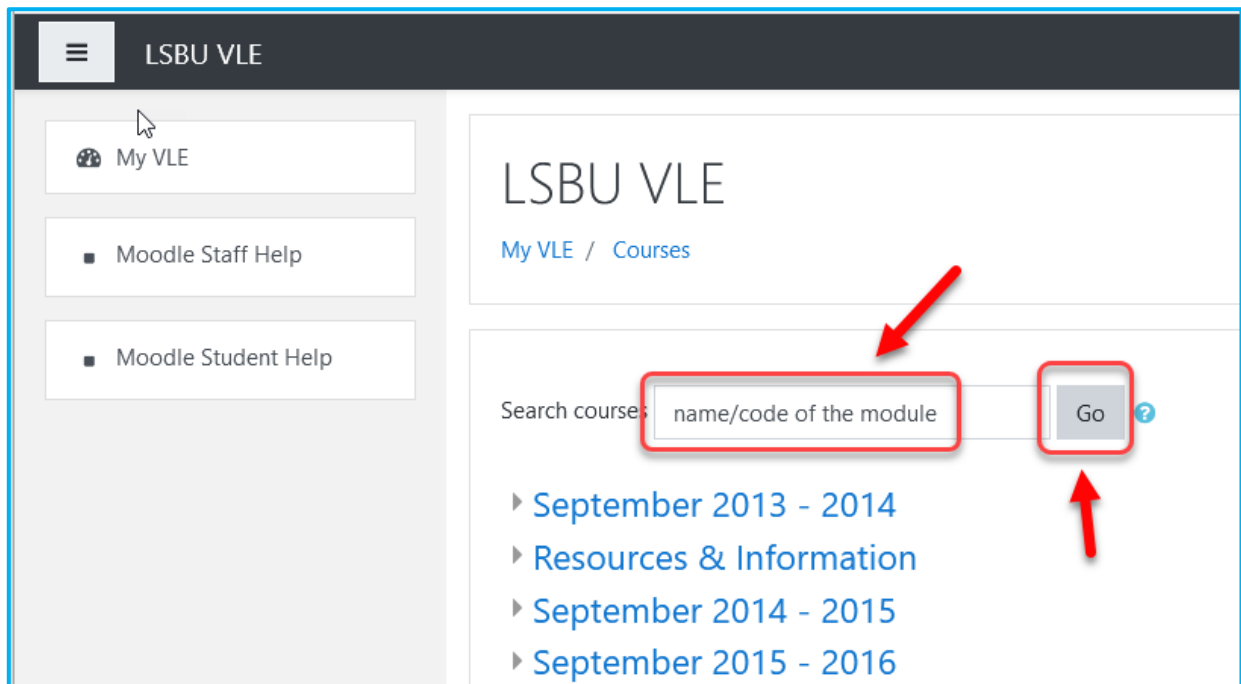 LSBU VLE
My VLE
Moodle Staff Help
Moodle Student Help
LSBU VLE
My VLE / Courses
Search courses name/code of the module Go ?
September 2013 - 2014
Resources & Information
September 2014 - 2015
September 2015 - 2016